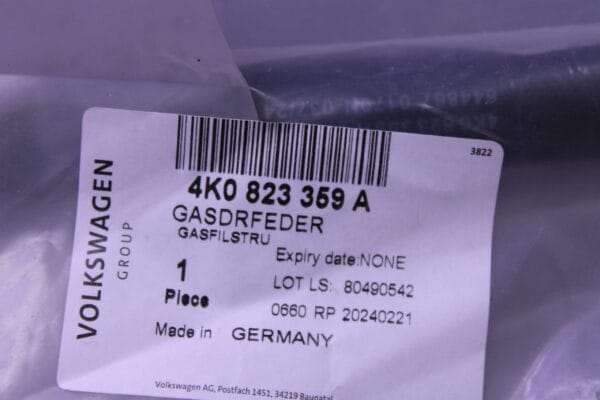 3822
4K0 823 359 A
GASDRFEDER
GASFILSTRU
Expiry date:NONE
1
Piece
LOT LS: 80490542
0660 RP 20240221
Made in GERMANY
VOLKSWAGEN
GROUP
Volkswagen AG, Postfach 1451, 34219 Baunatal